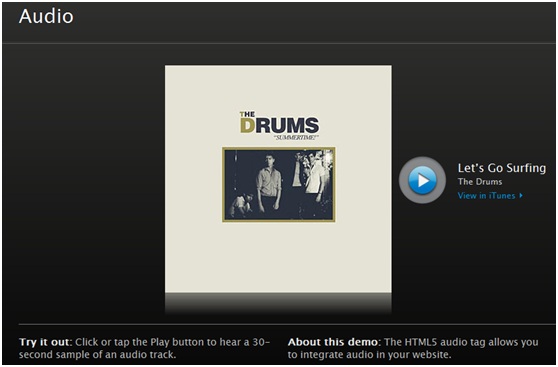 Audio
THE
DRUMS
"SUMMERTIME!"
Let's Go Surfing
The Drums
View in iTunes
Try it out: Click or tap the Play button to hear a 30-
second sample of an audio track.
About this demo: The HTML5 audio tag allows you
to integrate audio in your website.